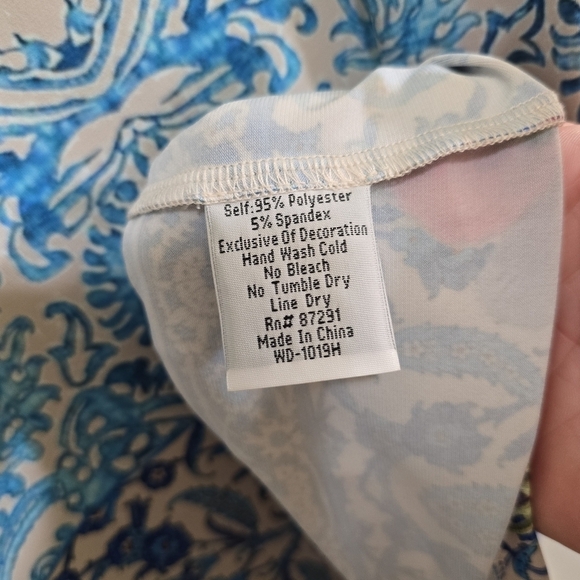 Self:95% Polyester
5% Spandex
Exclusive Of Decoration
Hand Wash Cold
No Bleach
No Tumble Dry
Line Dry
Rn# 87291
Made In China
WD-1019H